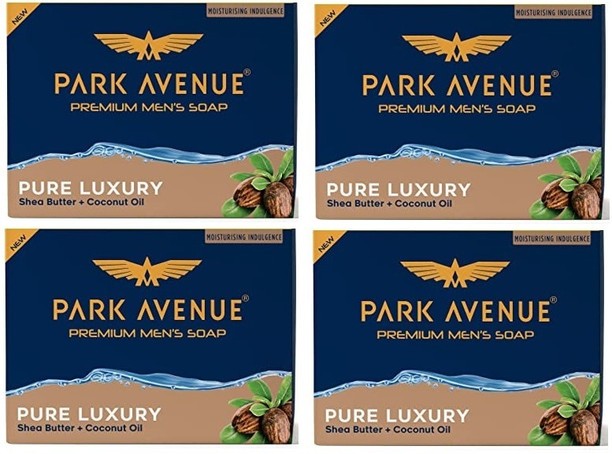 NEW
MOISTURISING INDULGENCE
PARK AVENUE®
PREMIUM MEN'S SOAP
PURE LUXURY
Shea Butter + Coconut Oil
NEW
MOISTURISING INDULGENCE
PARK AVENUE®
PREMIUM MEN'S SOAP
PURE LUXURY
Shea Butter + Coconut Oil
NEW
MOISTURISING INDULGENCE
PARK AVENUE®
PREMIUM MEN'S SOAP
PURE LUXURY
Shea Butter + Coconut Oil
NEW
MOISTURISING INDULGENCE
PARK AVENUE®
PREMIUM MEN'S SOAP
PURE LUXURY
Shea Butter + Coconut Oil